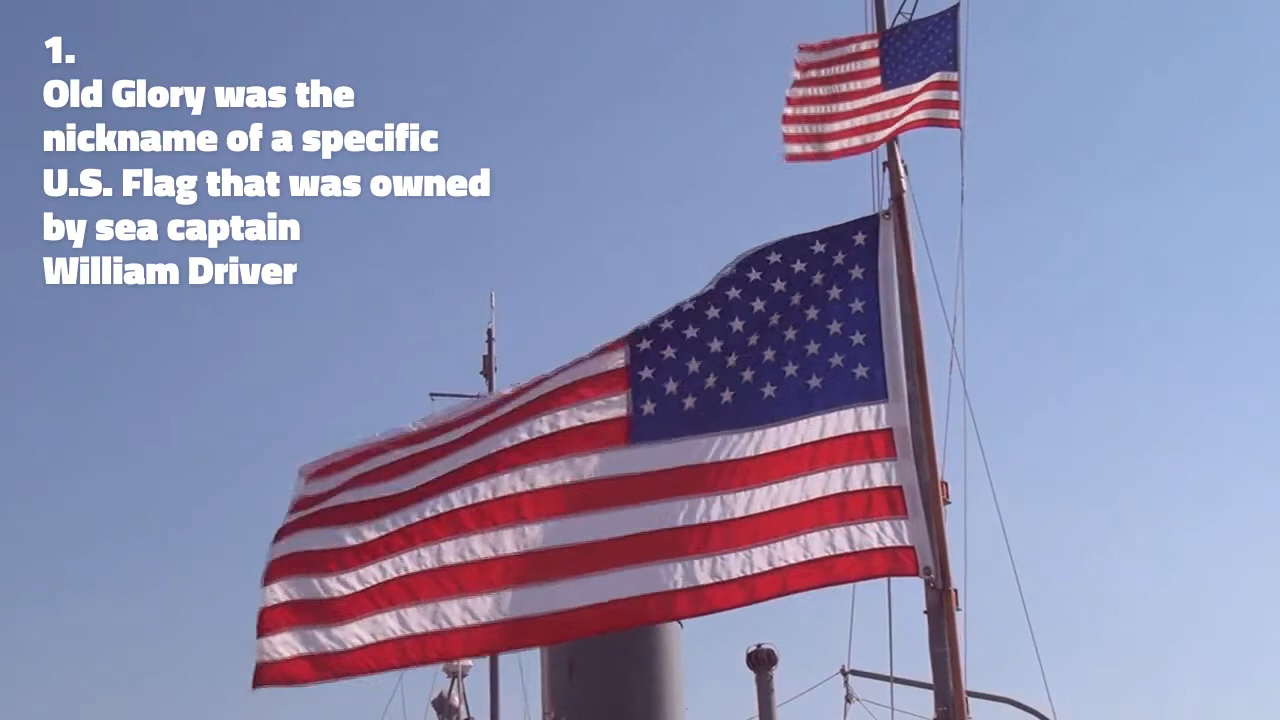 1.
Old Glory was the
nickname of a specific
U.S. Flag that was owned
by sea captain
William Driver